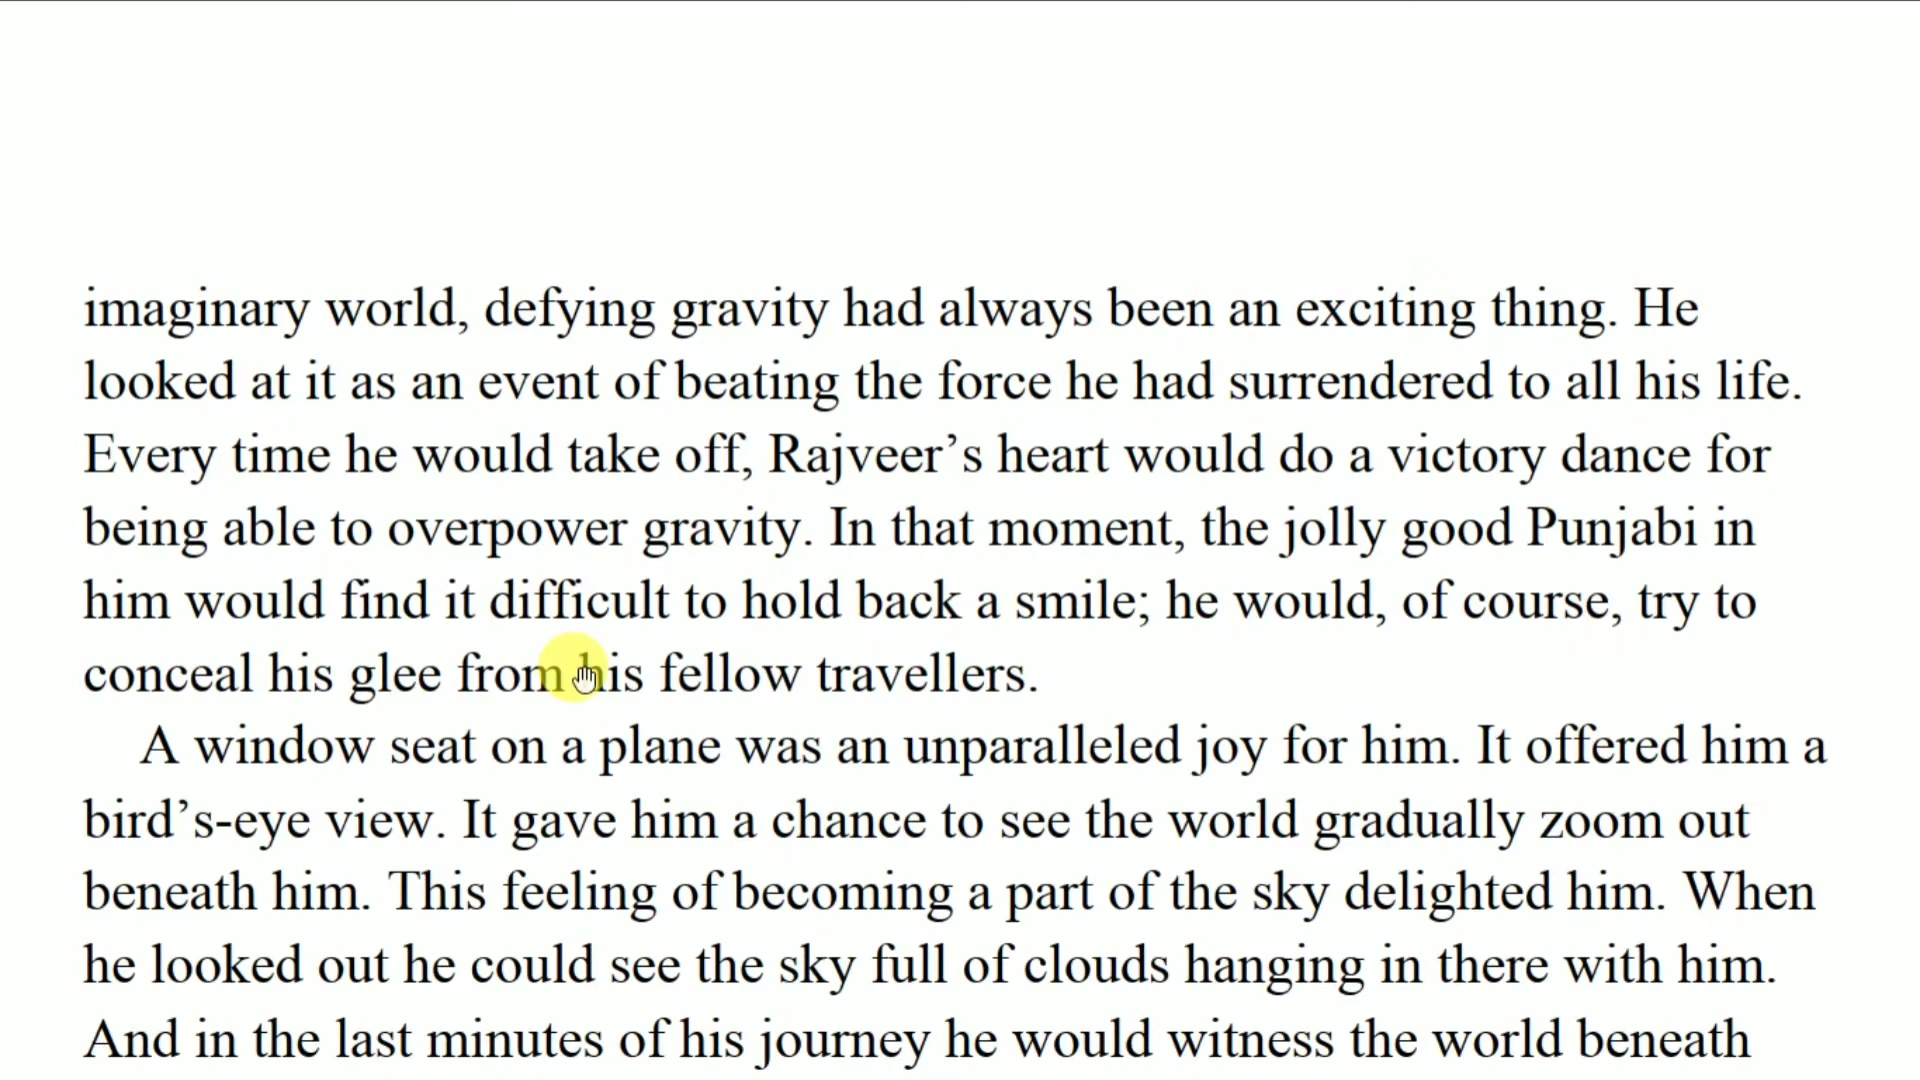 imaginary world, defying gravity had always been an exciting thing. He
looked at it as an event of beating the force he had surrendered to all his life.
Every time he would take off, Rajveer’s heart would do a victory dance for
being able to overpower gravity. In that moment, the jolly good Punjabi in
him would find it difficult to hold back a smile; he would, of course, try to
conceal his glee from his fellow travellers.
A window seat on a plane was an unparalleled joy for him. It offered him a
bird’s-eye view. It gave him a chance to see the world gradually zoom out
beneath him. This feeling of becoming a part of the sky delighted him. When
he looked out he could see the sky full of clouds hanging in there with him.
And in the last minutes of his journey he would witness the world beneath